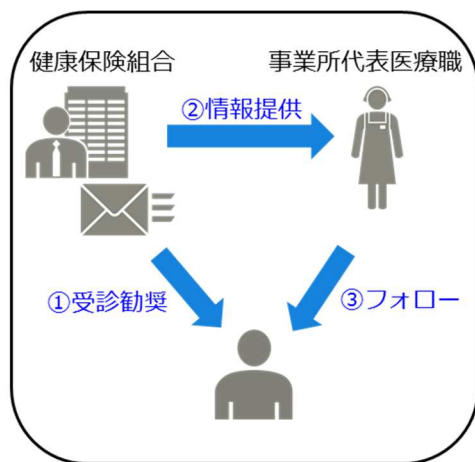 健康保険組合
事業所代表医療職
②情報提供
①受診勧奨
③フォロー